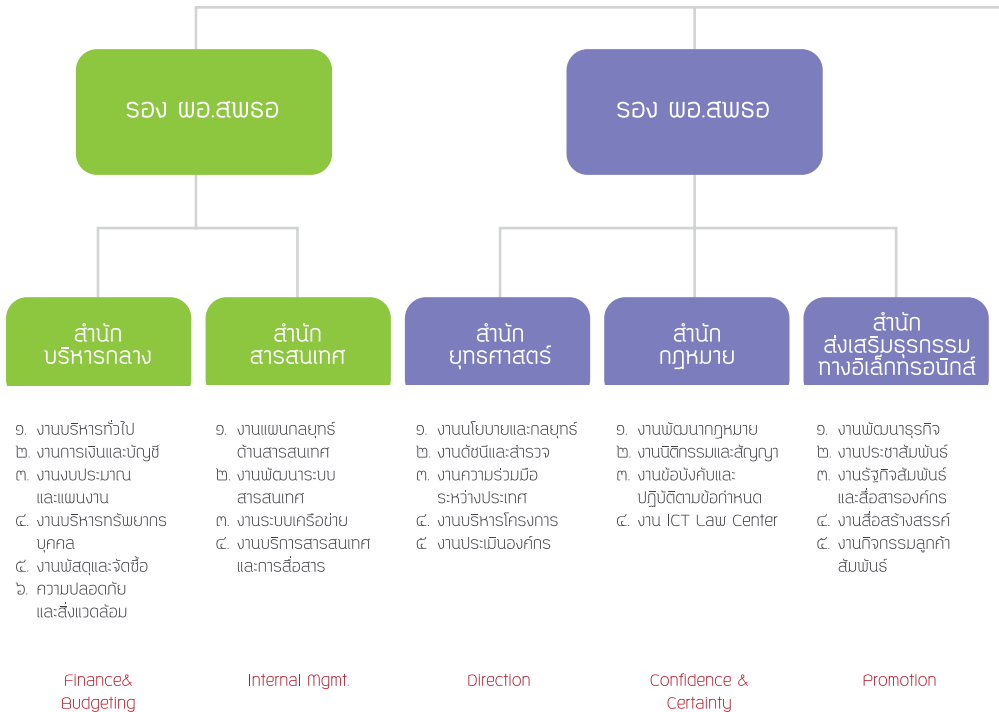 รอง ผอ.สพธอ
รอง ผอ.สพธอ
สำนัก
บริหารกลาง
สำนัก
สารสนเทศ
สำนัก
ยุทธศาสตร์
สำนัก
กฎหมาย
สำนัก
ส่งเสริมธุรกรรม
ทางอิเล็กทรอนิกส์
๑. งานบริหารทั่วไป
๒. งานการเงินและบัญชี
๓. งานงบประมาณ
และแผนงาน
๔. งานบริหารทรัพยากร
บุคคล
๕. งานพัสดุและจัดซื้อ
๖. ความปลอดภัย
และสิ่งแวดล้อม
๑. งานแผนกลยุทธ์
ด้านสารสนเทศ
๒. งานพัฒนาระบบ
สารสนเทศ
๓. งานระบบเครือข่าย
๔. งานบริการสารสนเทศ
และการสื่อสาร
๑. งานนโยบายและกลยุทธ์
๒. งานดัชนีและสำรวจ
๓. งานความร่วมมือ
ระหว่างประเทศ
๔. งานบริหารโครงการ
๕. งานประเมินองค์กร
๑. งานพัฒนากฎหมาย
๒. งานนิติกรรมและสัญญา
๓. งานข้อบังคับและ
ปฏิบัติตามข้อกำหนด
๔. งาน ICT Law Center
๑. งานพัฒนาธุรกิจ
๒. งานประชาสัมพันธ์
๓. งานรัฐกิจสัมพันธ์
และสื่อสารองค์กร
๔. งานสื่อสร้างสรรค์
๕. งานกิจกรรมลูกค้า
สัมพันธ์
Finance&
Budgeting
Internal Mgmt.
Direction
Confidence &
Certainty
Promotion